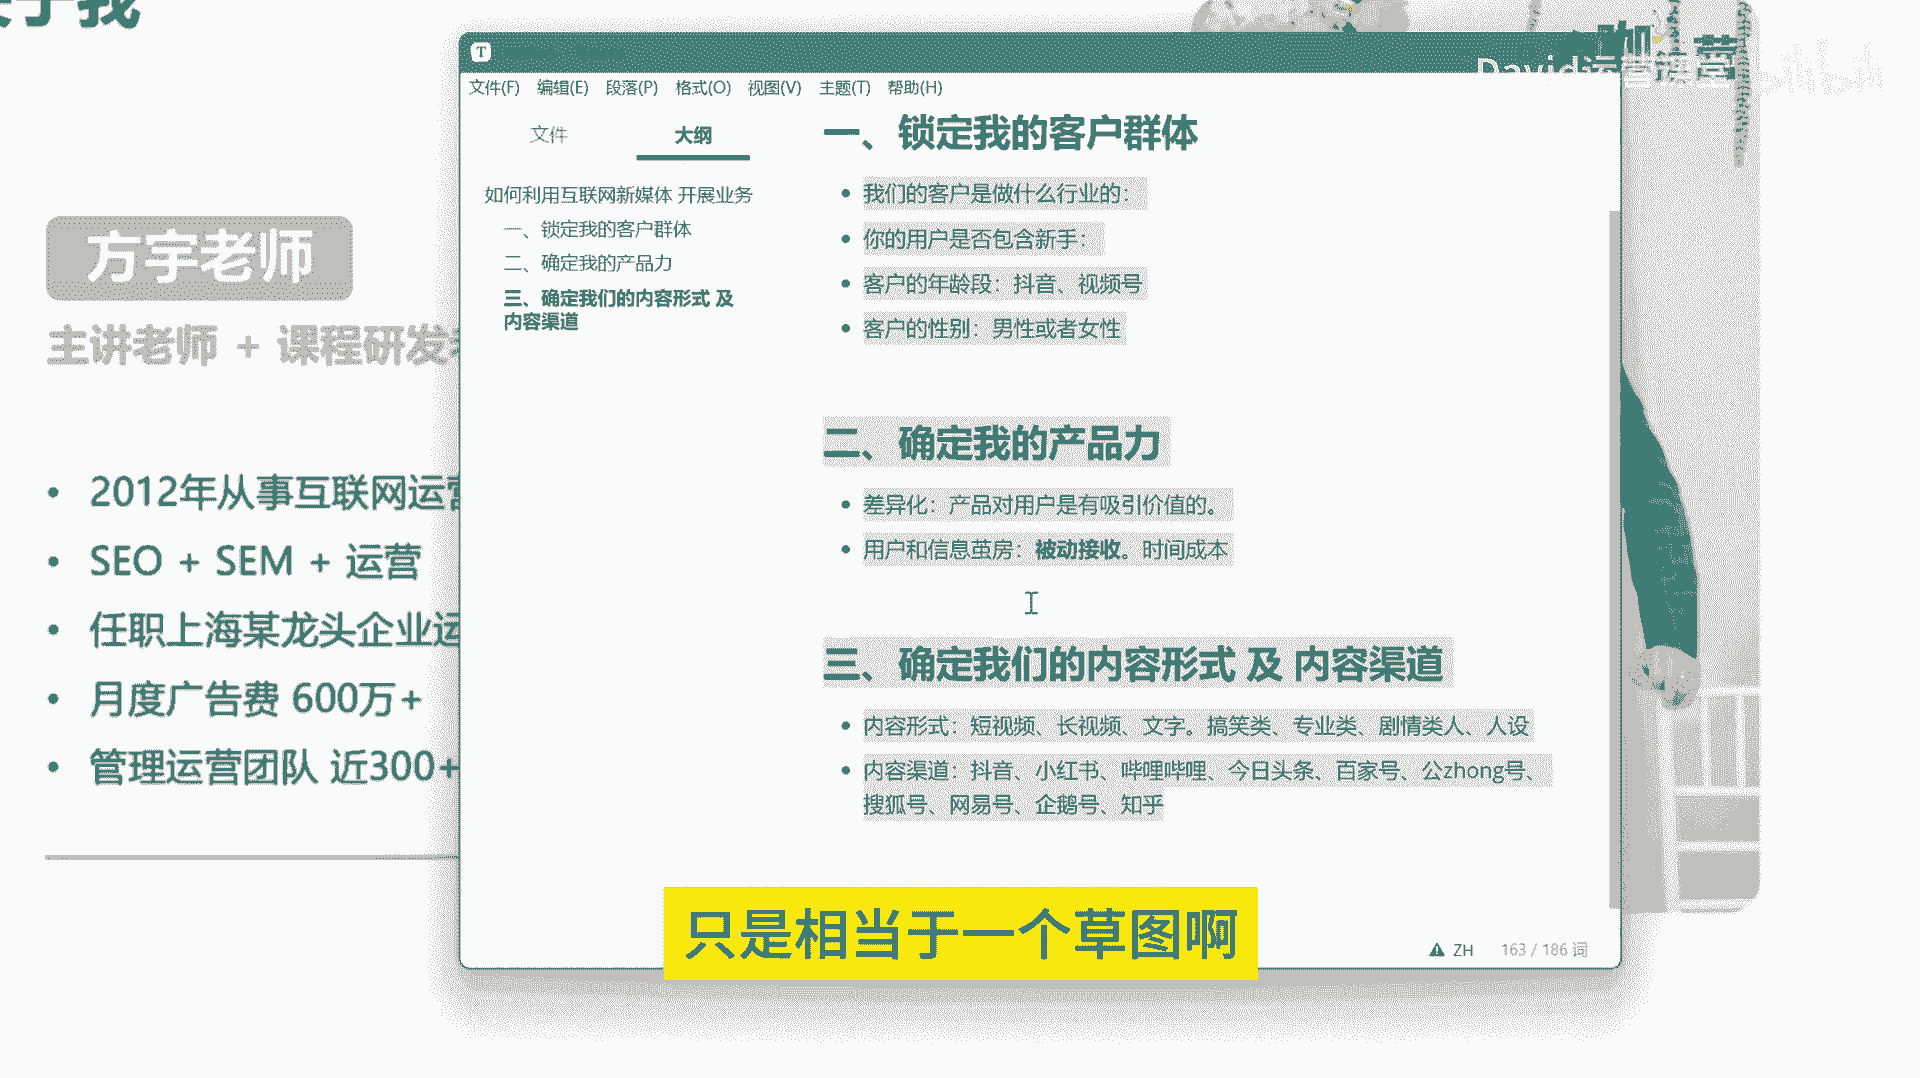 关于我
方宇老师
主讲老师 + 课程研发
• 2012年从事互联网运营
• SEO + SEM + 运营
• 任职上海某龙头企业运
• 月度广告费 600万+
• 管理运营团队 近300+
T
David运营
bilibili
文件(F) 编辑(E) 段落(P) 格式(O) 视图(V) 主题(T) 帮助(H)
文件 大纲
如何利用互联网新媒体 开展业务
一、锁定我的客户群体
二、确定我的产品力
三、确定我们的内容形式 及
内容渠道
一、锁定我的客户群体
• 我们的客户是做什么行业的：
• 你的用户是否包含新手：
• 客户的年龄段：抖音、视频号
• 客户的性别：男性或者女性
二、确定我的产品力
• 差异化：产品对用户是有吸引价值的。
• 用户和信息茧房：被动接收。时间成本
三、确定我们的内容形式 及 内容渠道
• 内容形式：短视频、长视频、文字。搞笑类、专业类、剧情类人、人设
• 内容渠道：抖音、小红书、哔哩哔哩、今日头条、百家号、公zhong号、
搜狐号、网易号、企鹅号、知乎
ZH 163 / 186 词
只是相当于一个草图啊